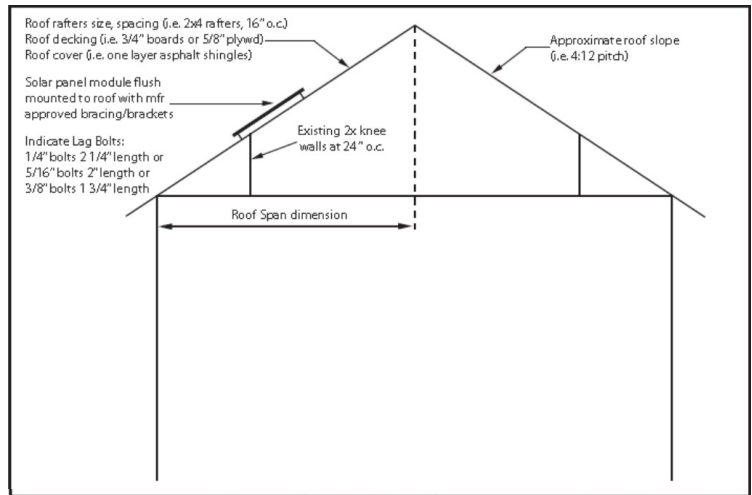 Roof rafters size, spacing (i.e. 2x4 rafters, 16" o.c.)
Roof decking (i.e. 3/4" boards or 5/8" plywd)
Roof cover (i.e. one layer asphalt shingles)
Solar panel module flush
mounted to roof with mfr
approved bracing/brackets
Indicate Lag Bolts:
1/4" bolts 2 1/4" length or
5/16" bolts 2" length or
3/8" bolts 1 3/4" length
Existing 2x knee
walls at 24" o.c.
Approximate roof slope
(i.e. 4:12 pitch)
Roof Span dimension